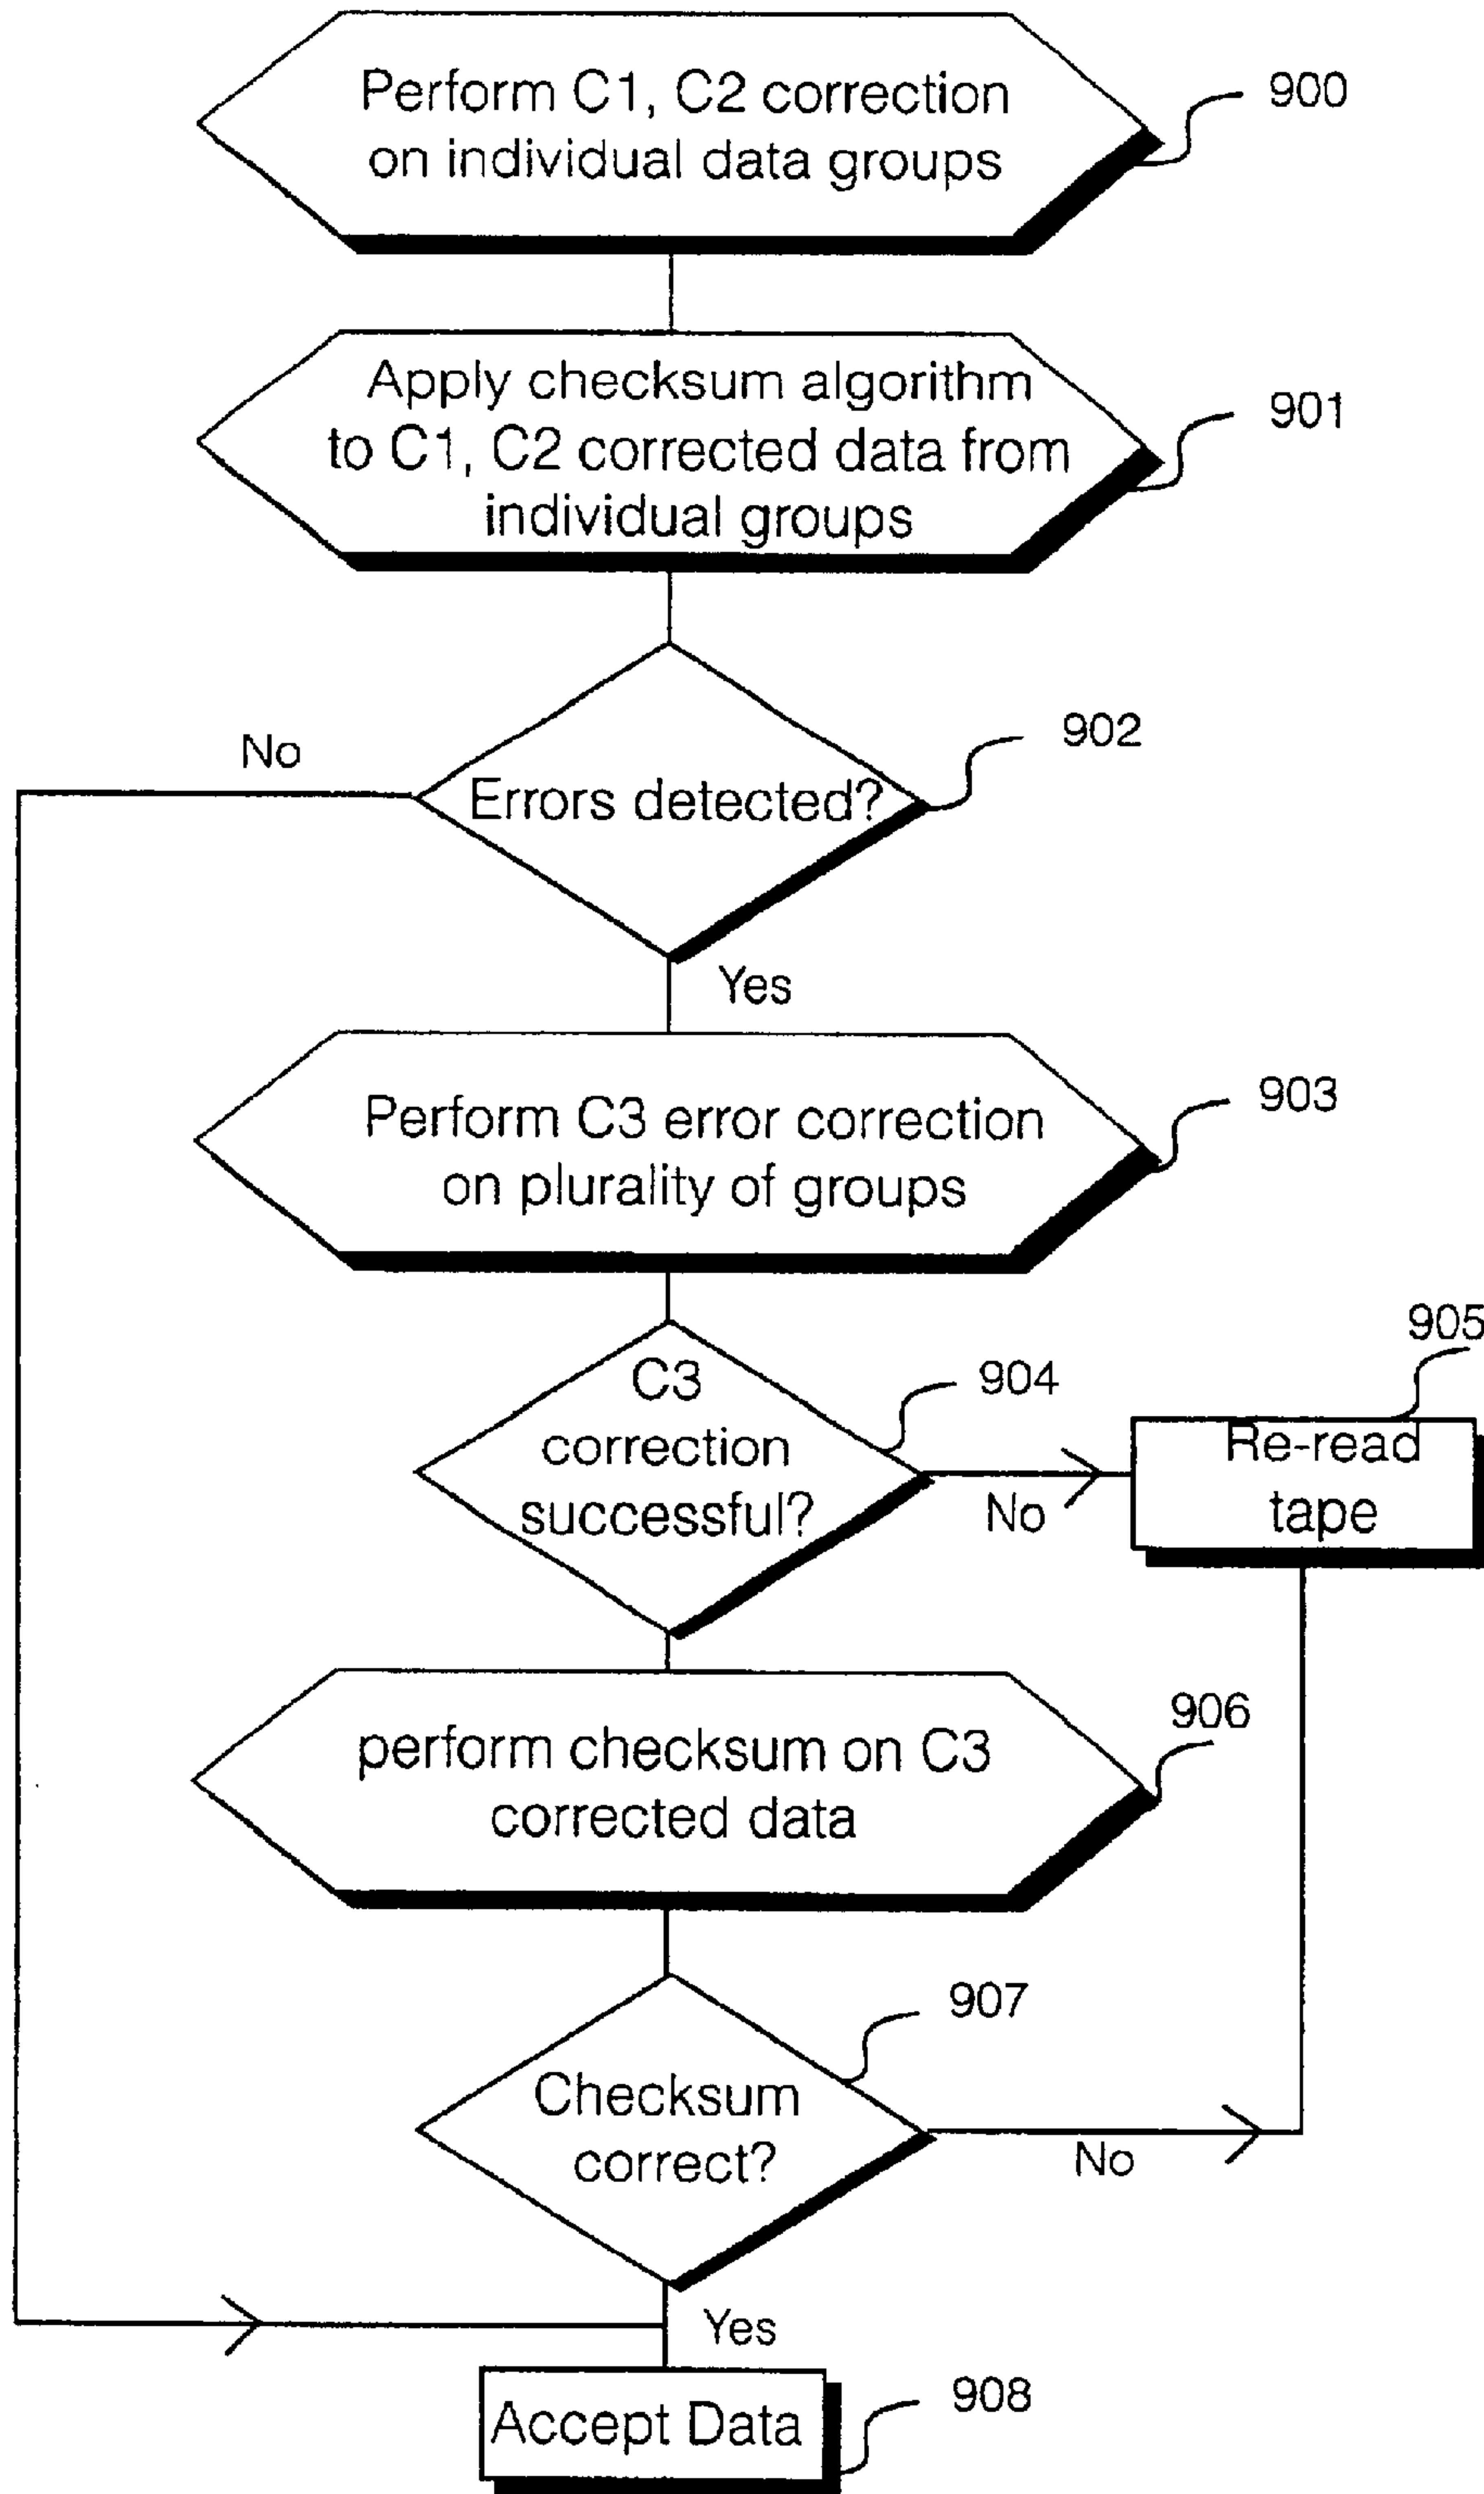 Perform C1, C2 correction
on individual data groups
900
Apply checksum algorithm
to C1, C2 corrected data from
individual groups
901
No
Errors detected?
902
Yes
Perform C3 error correction
on plurality of groups
903
C3
correction
successful?
904
No
905
Re-read
tape
perform checksum on C3
corrected data
906
Checksum
correct?
907
No
Yes
Accept Data
908